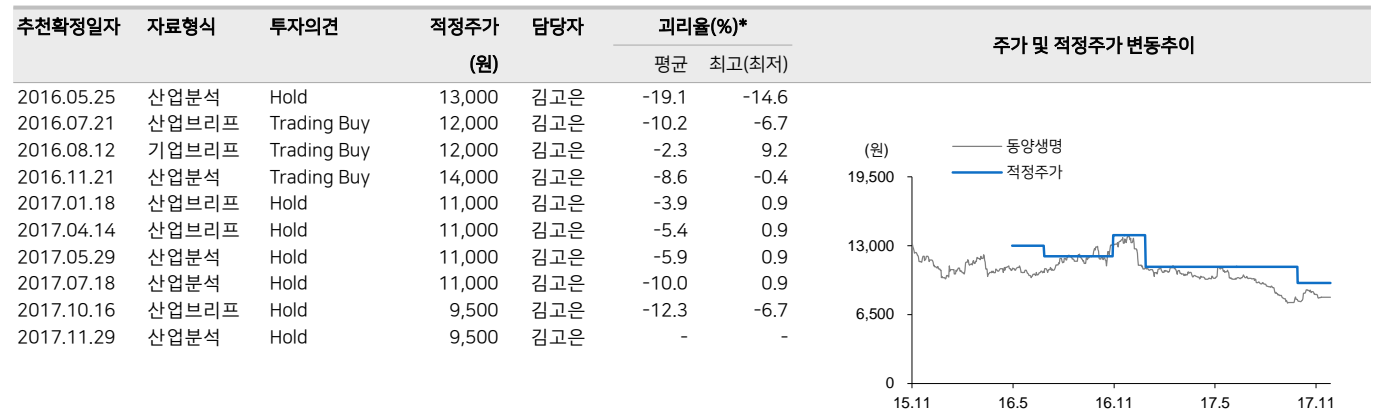 추천확정일자 자료형식 투자의견 적정주가 담당자 괴리율(%)* 주가 및 적정주가 변동추이
(원) 평균 최고(최저)
2016.05.25 산업분석 Hold 13,000 김고은 -19.1 -14.6
2016.07.21 산업브리프 Trading Buy 12,000 김고은 -10.2 -6.7
2016.08.12 기업브리프 Trading Buy 12,000 김고은 -2.3 9.2
2016.11.21 산업분석 Trading Buy 14,000 김고은 -8.6 -0.4
2017.01.18 산업브리프 Hold 11,000 김고은 -3.9 0.9
2017.04.14 산업브리프 Hold 11,000 김고은 -5.4 0.9
2017.05.29 산업분석 Hold 11,000 김고은 -5.9 0.9
2017.07.18 산업분석 Hold 11,000 김고은 -10.0 0.9
2017.10.16 산업브리프 Hold 9,500 김고은 -12.3 -6.7
2017.11.29 산업분석 Hold 9,500 김고은 - -
(원) 동양생명
적정주가
19,500
13,000
6,500
0
15.11 16.5 16.11 17.5 17.11